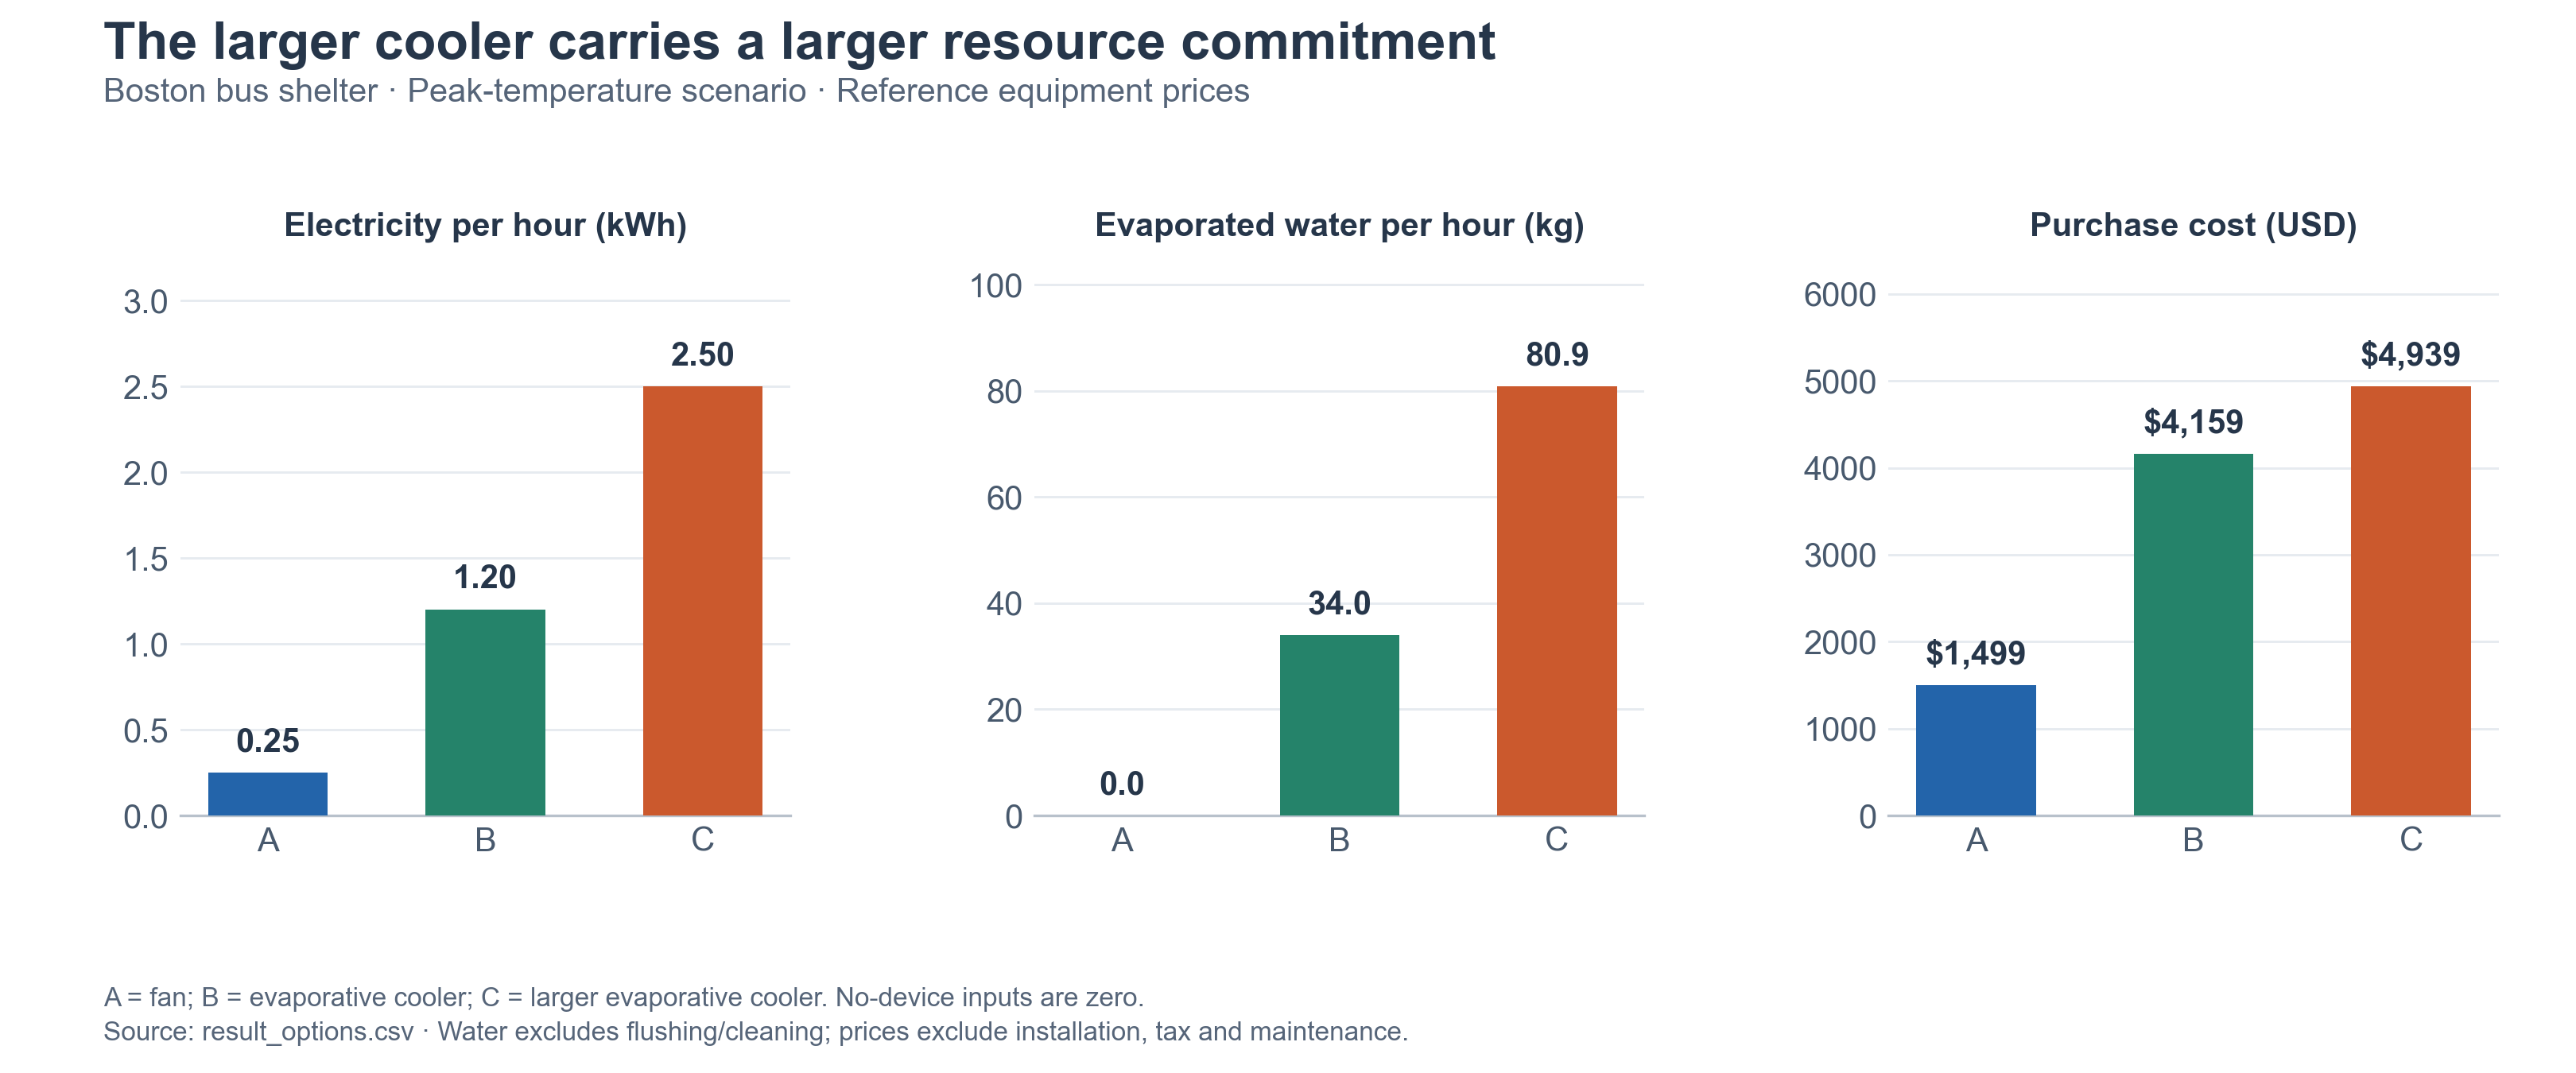 The larger cooler carries a larger resource commitment
Boston bus shelter · Peak-temperature scenario · Reference equipment prices
Electricity per hour (kWh)
3.0
2.5
2.0
1.5
1.0
0.5
0.0
0.25
1.20
2.50
A
B
C
Evaporated water per hour (kg)
100
80
60
40
20
0
0.0
34.0
80.9
A
B
C
Purchase cost (USD)
6000
5000
4000
3000
2000
1000
0
$1,499
$4,159
$4,939
A
B
C
A = fan; B = evaporative cooler; C = larger evaporative cooler. No-device inputs are zero.
Source: result_options.csv · Water excludes flushing/cleaning; prices exclude installation, tax and maintenance.